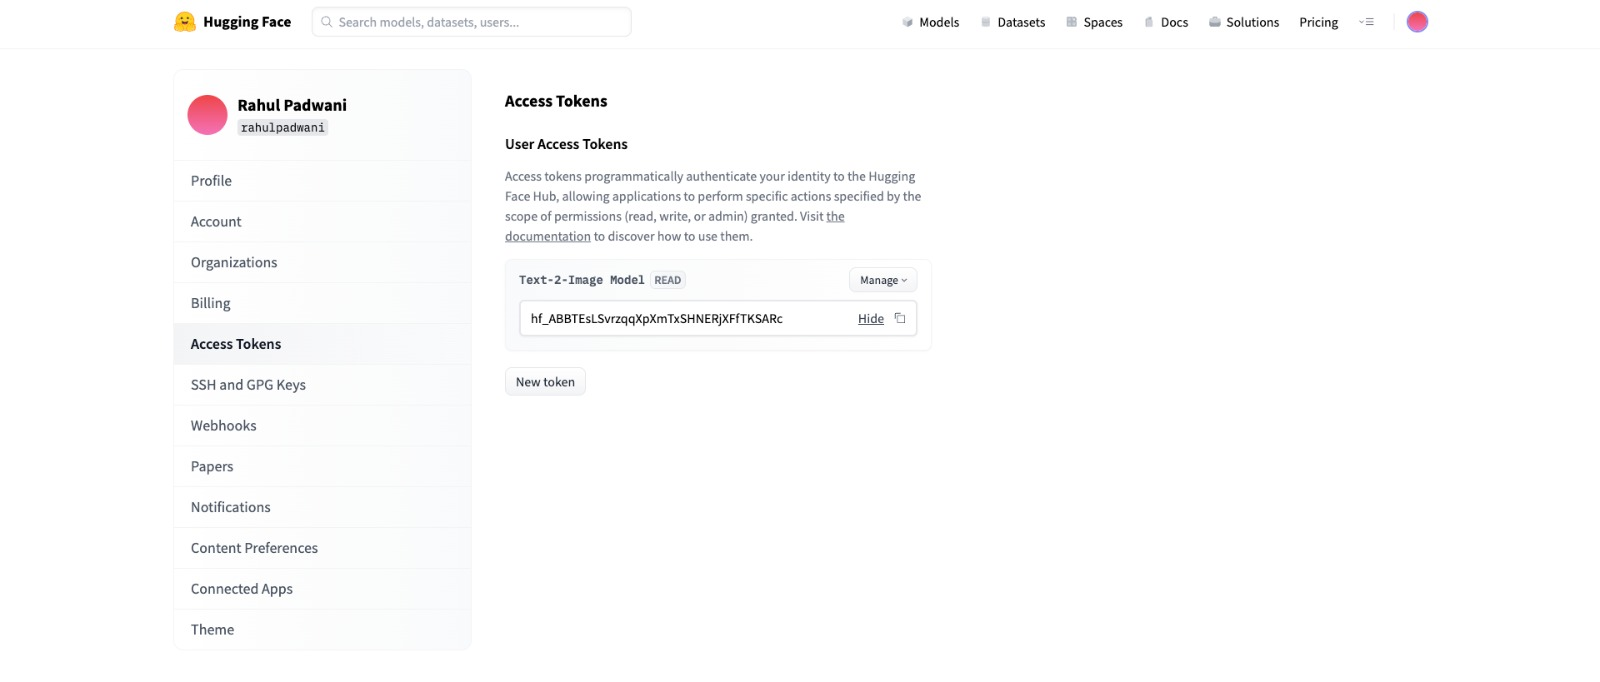 Hugging Face
Search models, datasets, users...
Models
Datasets
Spaces
Docs
Solutions
Pricing
Rahul Padwani
rahulpadwani
Profile
Account
Organizations
Billing
Access Tokens
SSH and GPG Keys
Webhooks
Papers
Notifications
Content Preferences
Connected Apps
Theme
Access Tokens
User Access Tokens
Access tokens programmatically authenticate your identity to the Hugging
Face Hub, allowing applications to perform specific actions specified by the
scope of permissions (read, write, or admin) granted. Visit the
documentation to discover how to use them.
Text-2-Image Model READ
Manage
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
Hide
New token